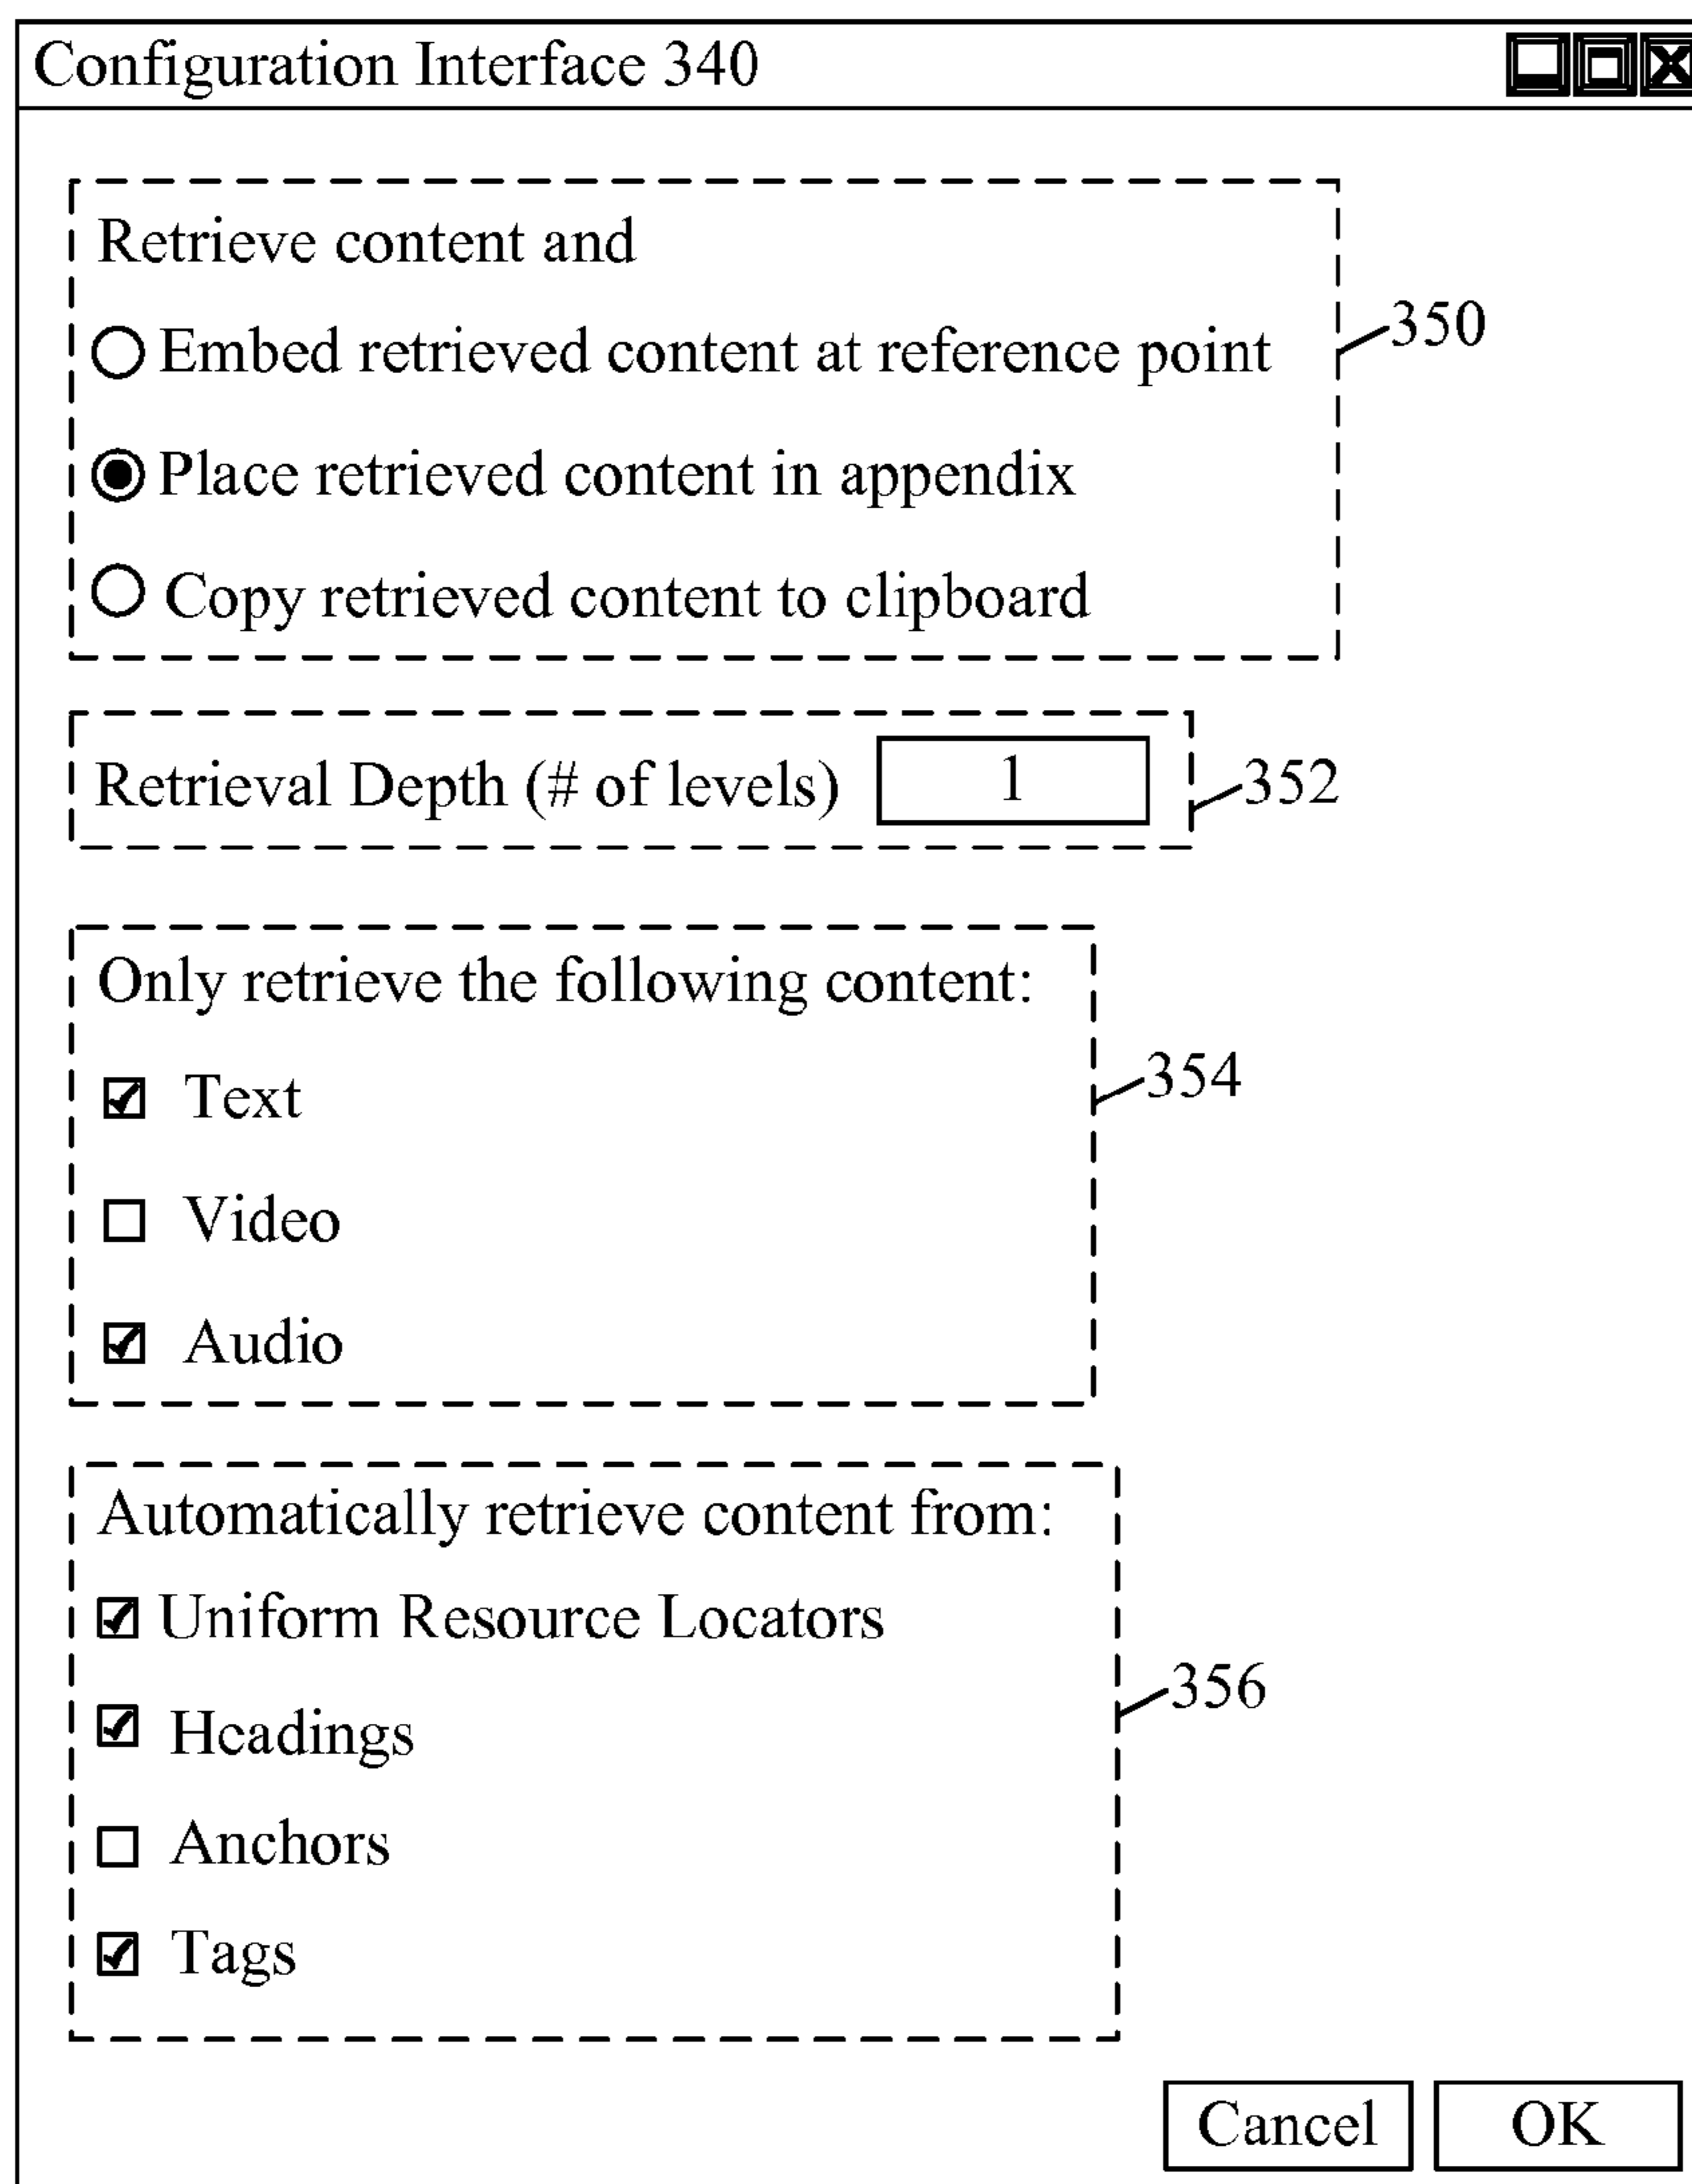 Configuration Interface 340
Retrieve content and
Embed retrieved content at reference point
350
Place retrieved content in appendix
Copy retrieved content to clipboard
Retrieval Depth (# of levels) 1
352
Only retrieve the following content:
Text
354
Video
Audio
Automatically retrieve content from:
Uniform Resource Locators
Headings
356
Anchors
Tags
Cancel OK